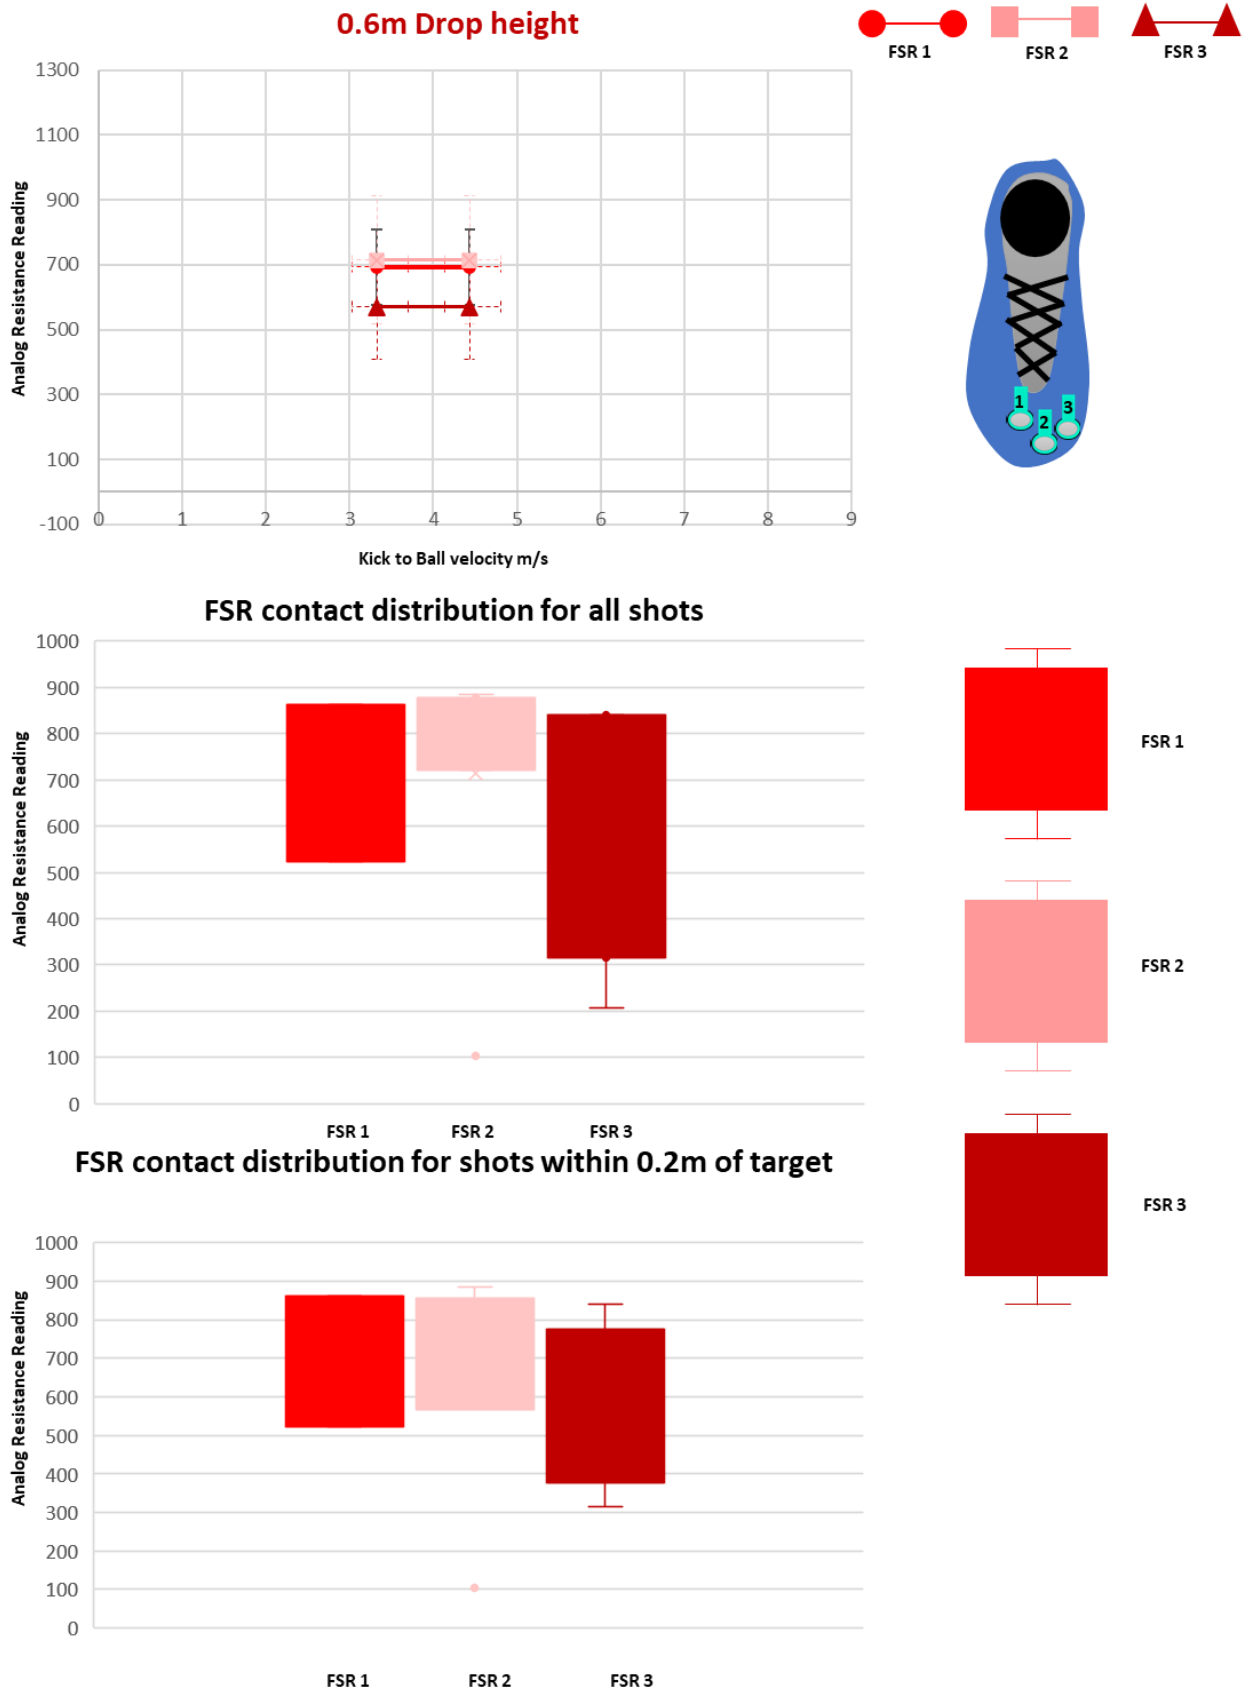 0.6m Drop height
FSR 1
FSR 2
FSR 3
1300
1100
900
700
500
300
100
-100
Analog Resistance Reading
0 1 2 3 4 5 6 7 8 9
Kick to Ball velocity m/s
1
2
3
FSR contact distribution for all shots
1000
900
800
700
600
500
400
300
200
100
0
Analog Resistance Reading
FSR 1 FSR 2 FSR 3
FSR 1
FSR 2
FSR 3
FSR contact distribution for shots within 0.2m of target
1000
900
800
700
600
500
400
300
200
100
0
Analog Resistance Reading
FSR 1 FSR 2 FSR 3